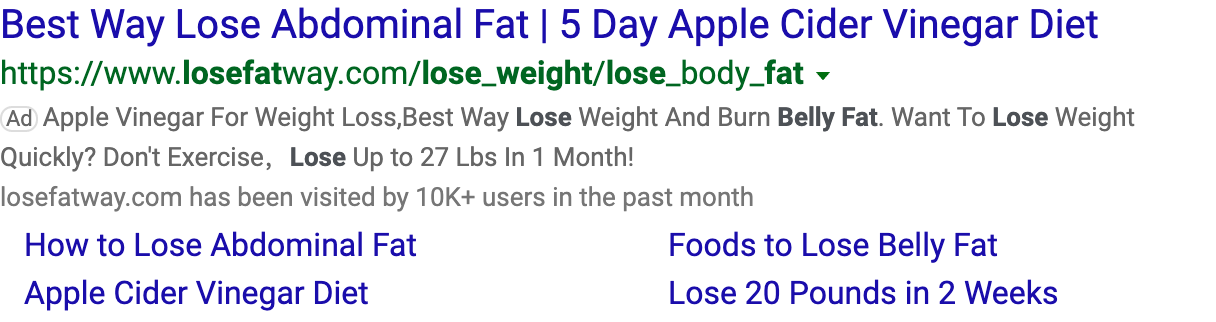 Best Way Lose Abdominal Fat | 5 Day Apple Cider Vinegar Diet
https://www.losefatway.com/lose_weight/lose_body_fat
Ad Apple Vinegar For Weight Loss,Best Way Lose Weight And Burn Belly Fat. Want To Lose Weight
Quickly? Don't Exercise，Lose Up to 27 Lbs In 1 Month!
losefatway.com has been visited by 10K+ users in the past month
How to Lose Abdominal Fat
Foods to Lose Belly Fat
Apple Cider Vinegar Diet
Lose 20 Pounds in 2 Weeks